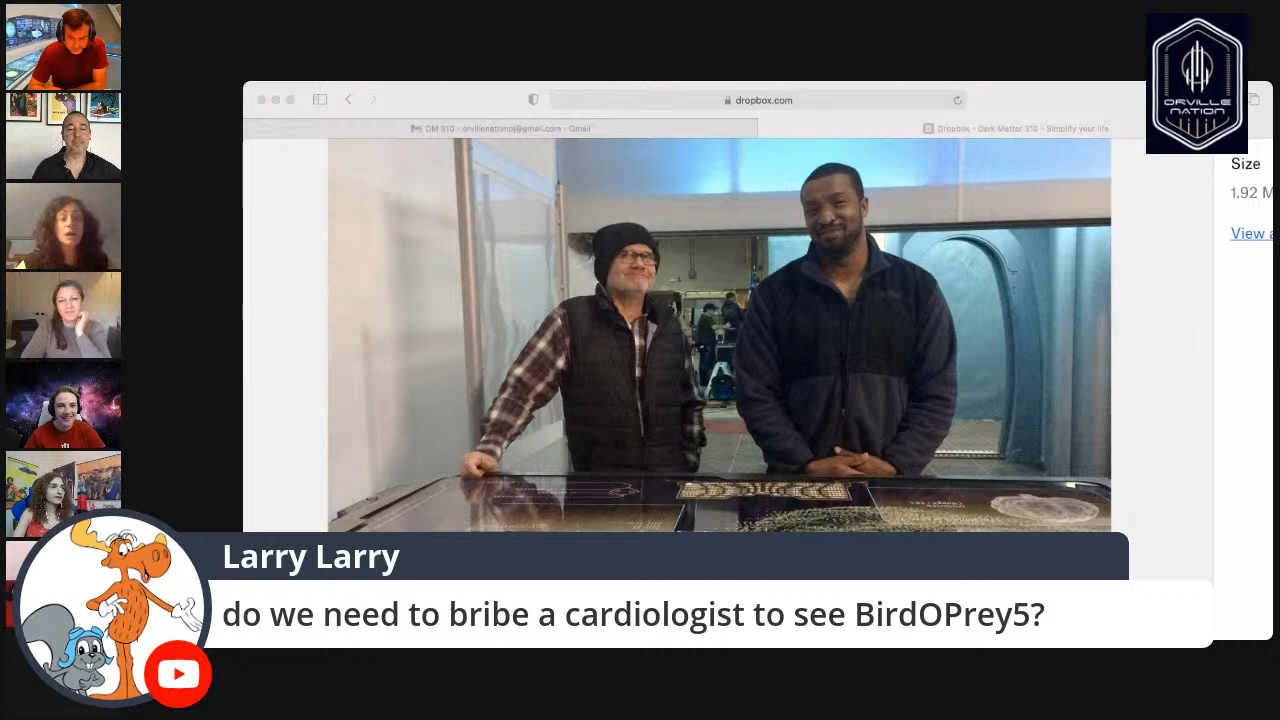 dropbox.com
DM 310 - orvillenationcj@gmail.com - Gmail
Dropbox - Dark Matter 310 - Simplify your life
ORVILLE
NATION
Size
1.92 M
View a
Larry Larry
do we need to bribe a cardiologist to see BirdOPrey5?